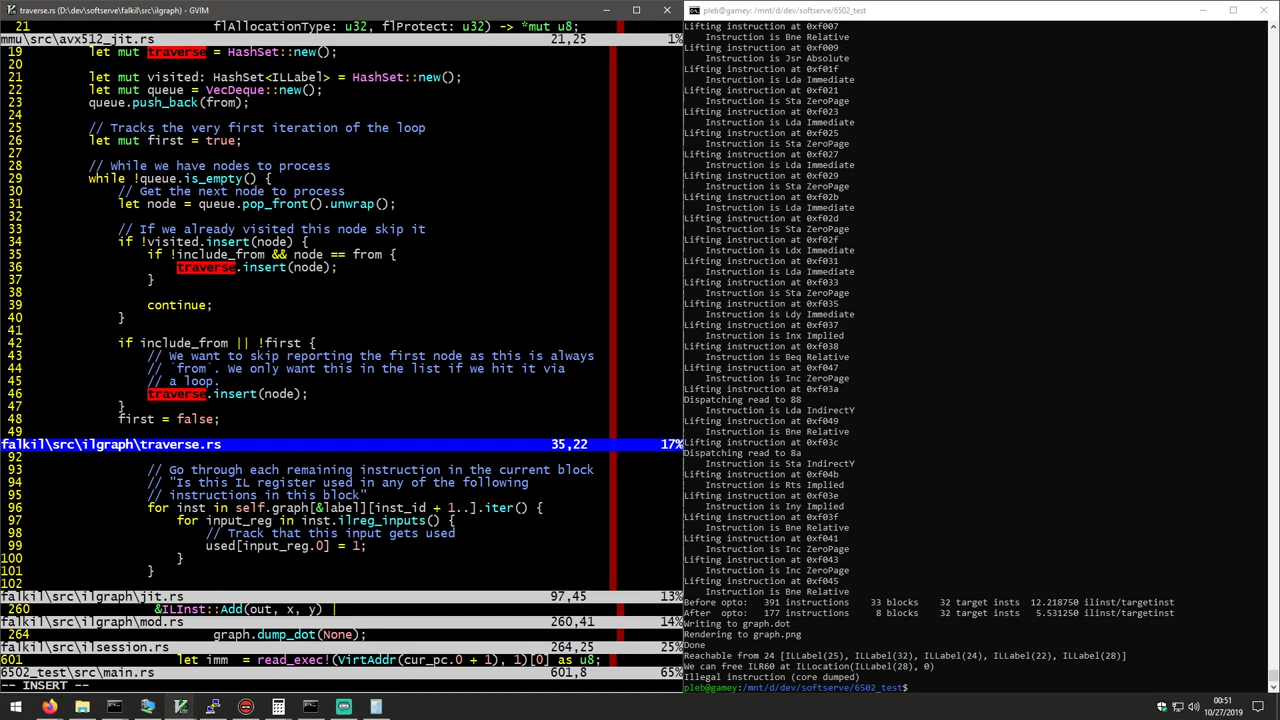 traverse.rs (D:\dev\softserve\falkil\src\ilgraph) - GVIM
21 flAllocationType: u32, flProtect: u32) -> *mut u8;
mmu\src\avx512_jit.rs 21,25 1%
19 let mut traverse = HashSet::new();
20
21 let mut visited: HashSet<ILLabel> = HashSet::new();
22 let mut queue = VecDeque::new();
23 queue.push_back(from);
24
25 // Tracks the very first iteration of the loop
26 let mut first = true;
27
28 // While we have nodes to process
29 while !queue.is_empty() {
30 // Get the next node to process
31 let node = queue.pop_front().unwrap();
32
33 // If we already visited this node skip it
34 if !visited.insert(node) {
35 if !include_from && node == from {
36 traverse.insert(node);
37 }
38
39 continue;
40 }
41
42 if include_from || !first {
43 // We want to skip reporting the first node as this is always
44 // `from`. We only want this in the list if we hit it via
45 // a loop.
46 traverse.insert(node);
47 }
48 first = false;
49
falkil\src\ilgraph\traverse.rs 35,22 17%
92
93 // Go through each remaining instruction in the current block
94 // "Is this IL register used in any of the following
95 // instructions in this block"
96 for inst in self.graph[&label][inst_id + 1..].iter() {
97 for input_reg in inst.ilreg_inputs() {
98 // Track that this input gets used
99 used[input_reg.0] = 1;
100 }
101 }
102
falkil\src\ilgraph\jit.rs 97,45 13%
260 &ILInst::Add(out, x, y) |
falkil\src\ilgraph\mod.rs 260,41 14%
264 graph.dump_dot(None);
falkil\src\ilsession.rs 264,25 25%
601 let imm = read_exec!(VirtAddr(cur_pc.0 + 1), 1)[0] as u8;
6502_test\src\main.rs 601,8 65%
-- INSERT --
pleb@gamey: /mnt/d/dev/softserve/6502_test
Lifting instruction at 0xf007
Instruction is Bne Relative
Lifting instruction at 0xf009
Instruction is Jsr Absolute
Lifting instruction at 0xf01f
Instruction is Lda Immediate
Lifting instruction at 0xf021
Instruction is Sta ZeroPage
Lifting instruction at 0xf023
Instruction is Lda Immediate
Lifting instruction at 0xf025
Instruction is Sta ZeroPage
Lifting instruction at 0xf027
Instruction is Lda Immediate
Lifting instruction at 0xf029
Instruction is Sta ZeroPage
Lifting instruction at 0xf02b
Instruction is Lda Immediate
Lifting instruction at 0xf02d
Instruction is Sta ZeroPage
Lifting instruction at 0xf02f
Instruction is Ldx Immediate
Lifting instruction at 0xf031
Instruction is Lda Immediate
Lifting instruction at 0xf033
Instruction is Sta ZeroPage
Lifting instruction at 0xf035
Instruction is Ldy Immediate
Lifting instruction at 0xf037
Instruction is Inx Implied
Lifting instruction at 0xf038
Instruction is Beq Relative
Lifting instruction at 0xf047
Instruction is Inc ZeroPage
Lifting instruction at 0xf03a
Dispatching read to 88
Instruction is Lda IndirectY
Lifting instruction at 0xf049
Instruction is Bne Relative
Lifting instruction at 0xf03c
Dispatching read to 8a
Instruction is Sta IndirectY
Lifting instruction at 0xf04b
Instruction is Rts Implied
Lifting instruction at 0xf03e
Instruction is Iny Implied
Lifting instruction at 0xf03f
Instruction is Bne Relative
Lifting instruction at 0xf041
Instruction is Inc ZeroPage
Lifting instruction at 0xf043
Instruction is Inc ZeroPage
Lifting instruction at 0xf045
Instruction is Bne Relative
Before opto: 391 instructions 33 blocks 32 target insts 12.218750 ilinst/targetinst
After opto: 177 instructions 8 blocks 32 target insts 5.531250 ilinst/targetinst
Writing to graph.dot
Rendering to graph.png
Done
Reachable from 24 [ILLabel(25), ILLabel(32), ILLabel(24), ILLabel(22), ILLabel(28)]
We can free ILR60 at ILLocation(ILLabel(28), 0)
Illegal instruction (core dumped)
pleb@gamey:/mnt/d/dev/softserve/6502_test$
00:51
10/27/2019